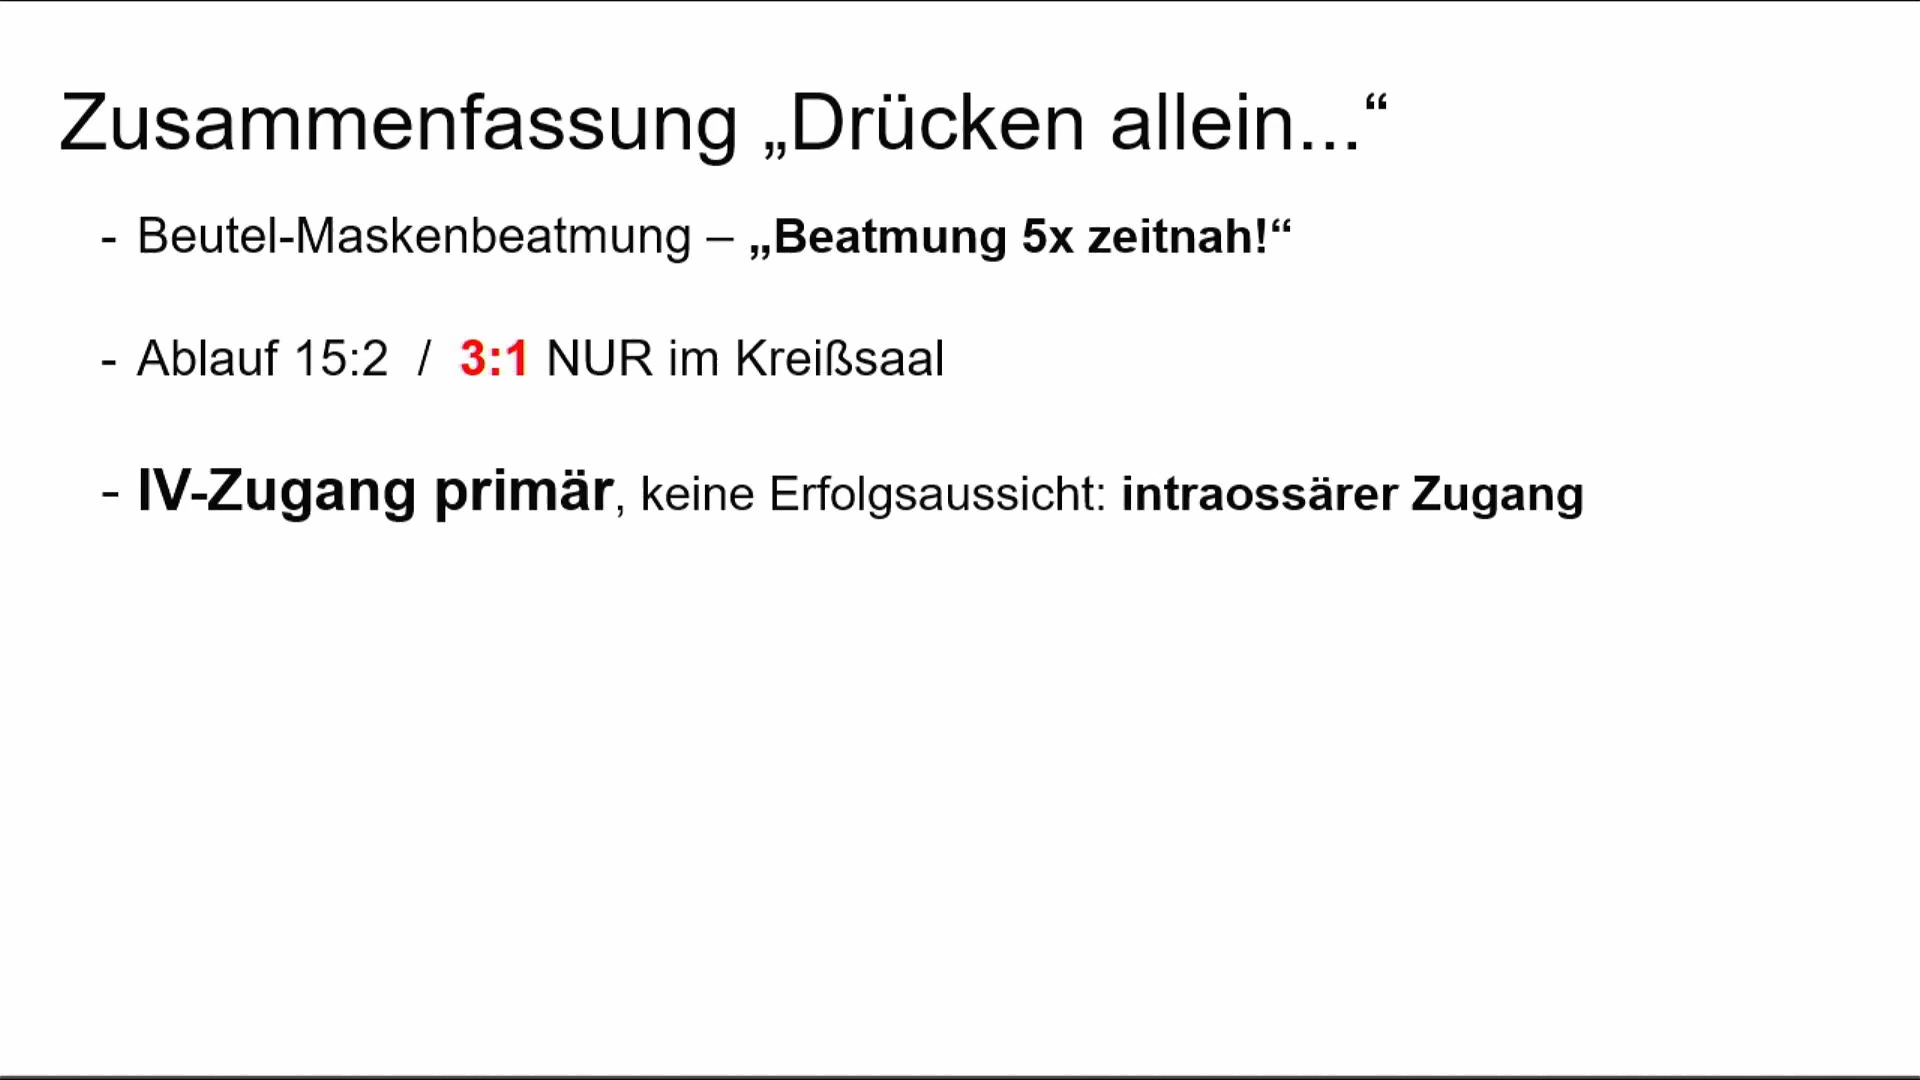 Zusammenfassung „Drücken allein...“
- Beutel-Maskenbeatmung – „Beatmung 5x zeitnah!“
- Ablauf 15:2 / 3:1 NUR im Kreißsaal
- IV-Zugang primär, keine Erfolgsaussicht: intraossärer Zugang